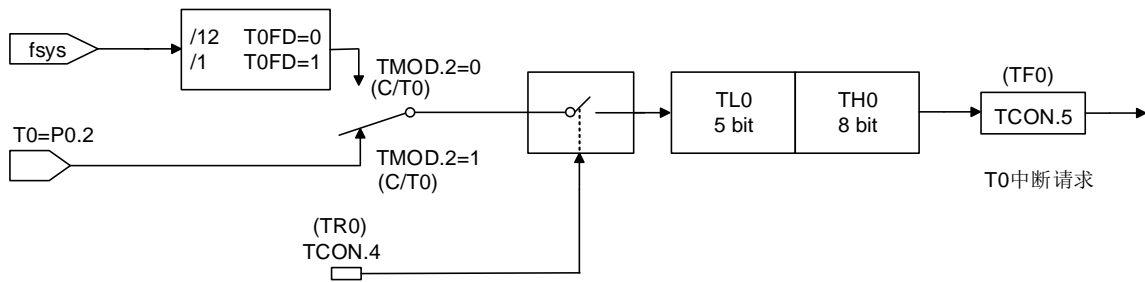 fsys
/12 T0FD=0
/1 T0FD=1
TMOD.2=0
(C/T0)
T0=P0.2
TMOD.2=1
(C/T0)
(TR0)
TCON.4
TL0
5 bit
TH0
8 bit
(TF0)
TCON.5
T0中断请求